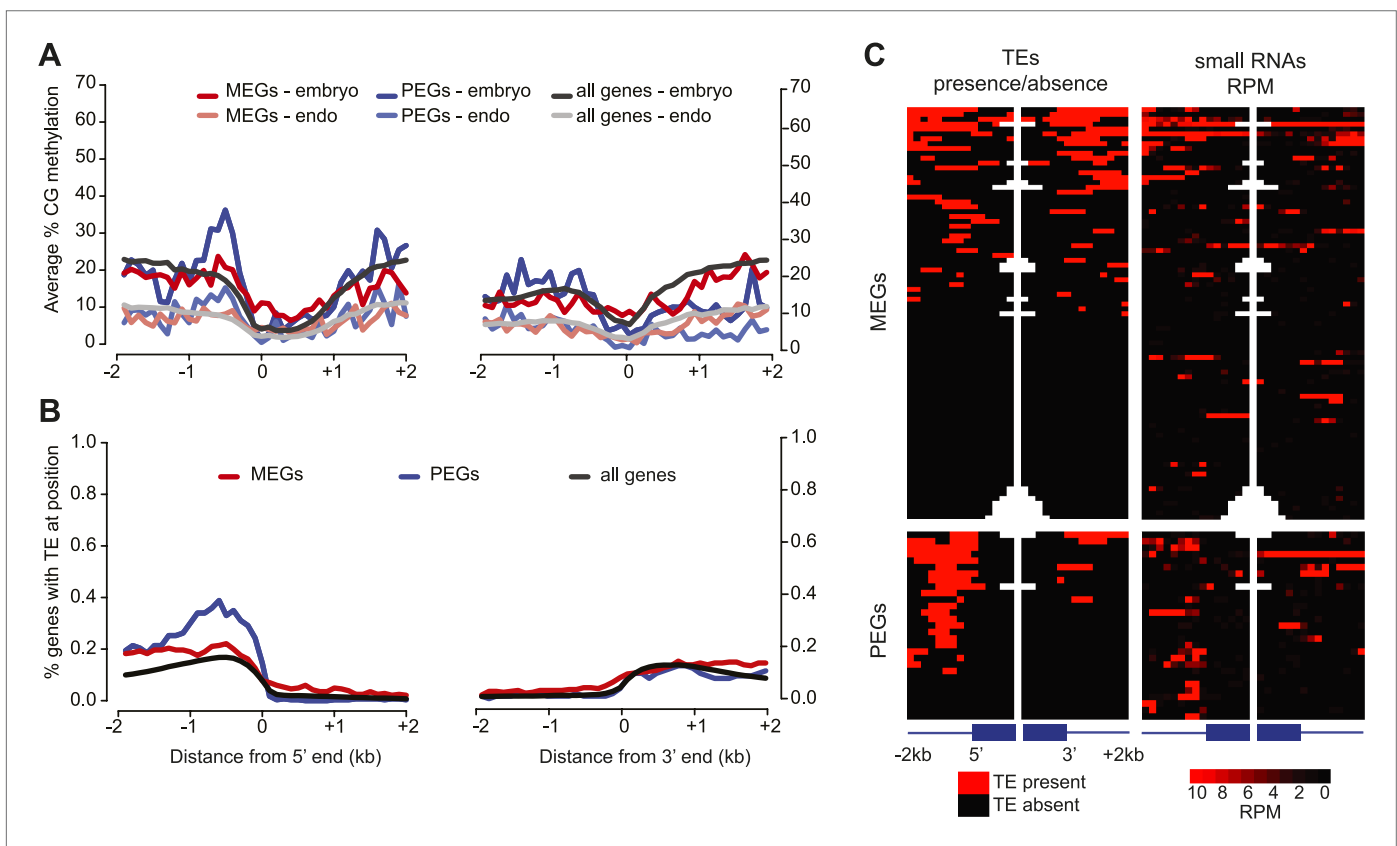 A
Average % CG methylation
70
60
50
40
30
20
10
0
MEGs - embryo
MEGs - endo
PEGs - embryo
PEGs - endo
all genes - embryo
all genes - endo
70
60
50
40
30
20
10
0
-2 -1 0 +1 +2
-2 -1 0 +1 +2
B
% genes with TE at position
1.0
0.8
0.6
0.4
0.2
0.0
MEGs
PEGs
all genes
1.0
0.8
0.6
0.4
0.2
0.0
-2 -1 0 +1 +2
-2 -1 0 +1 +2
Distance from 5' end (kb)
Distance from 3' end (kb)
C
TEs
presence/absence
small RNAs
RPM
MEGs
PEGs
-2kb 5' 3' +2kb
TE present
TE absent
10 8 6 4 2 0
RPM